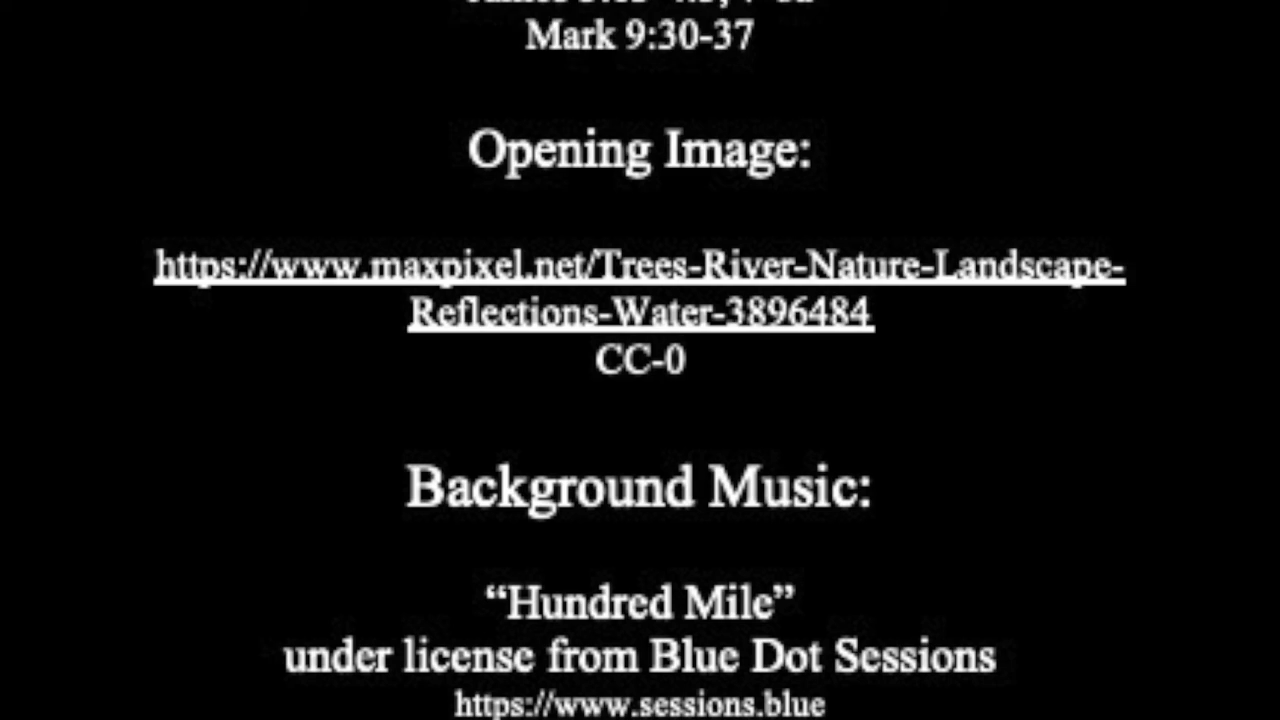 Mark 9:30-37
Opening Image:
https://www.maxpixel.net/Trees-River-Nature-Landscape-
Reflections-Water-3896484
CC-0
Background Music:
“Hundred Mile”
under license from Blue Dot Sessions
https://www.sessions.blue